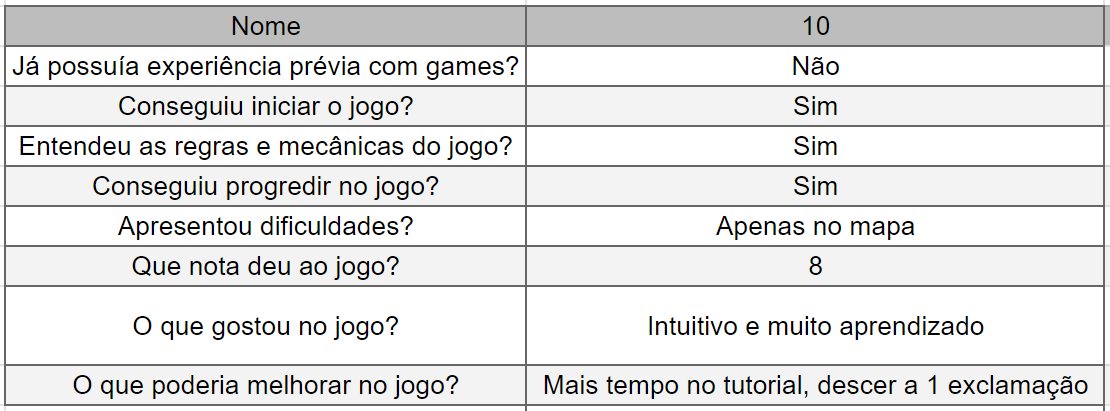 Nome 10
Já possuía experiência prévia com games? Não
Conseguiu iniciar o jogo? Sim
Entendeu as regras e mecânicas do jogo? Sim
Conseguiu progredir no jogo? Sim
Apresentou dificuldades? Apenas no mapa
Que nota deu ao jogo? 8
O que gostou no jogo? Intuitivo e muito aprendizado
O que poderia melhorar no jogo? Mais tempo no tutorial, descer a 1 exclamação